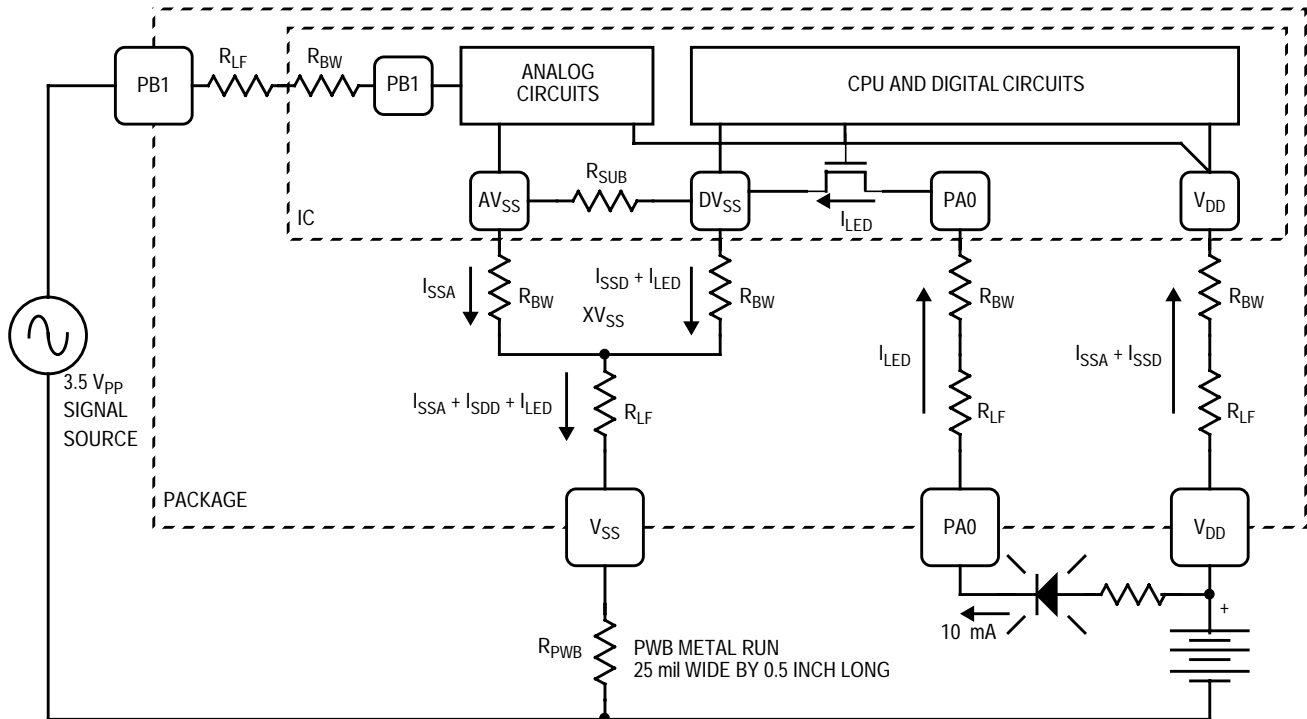 PB1
R_LF
R_BW
PB1
ANALOG
CIRCUITS
CPU AND DIGITAL CIRCUITS
IC
AV_SS
R_SUB
DV_SS
I_LED
PA0
V_DD
I_SSA
R_BW
XV_SS
I_SSD + I_LED
R_BW
R_BW
R_BW
I_LED
I_SSA + I_SSD
3.5 V_PP
SIGNAL
SOURCE
I_SSA + I_SDD + I_LED
R_LF
R_LF
R_LF
PACKAGE
V_SS
PA0
V_DD
10 mA
+
R_PWB
PWB METAL RUN
25 mil WIDE BY 0.5 INCH LONG